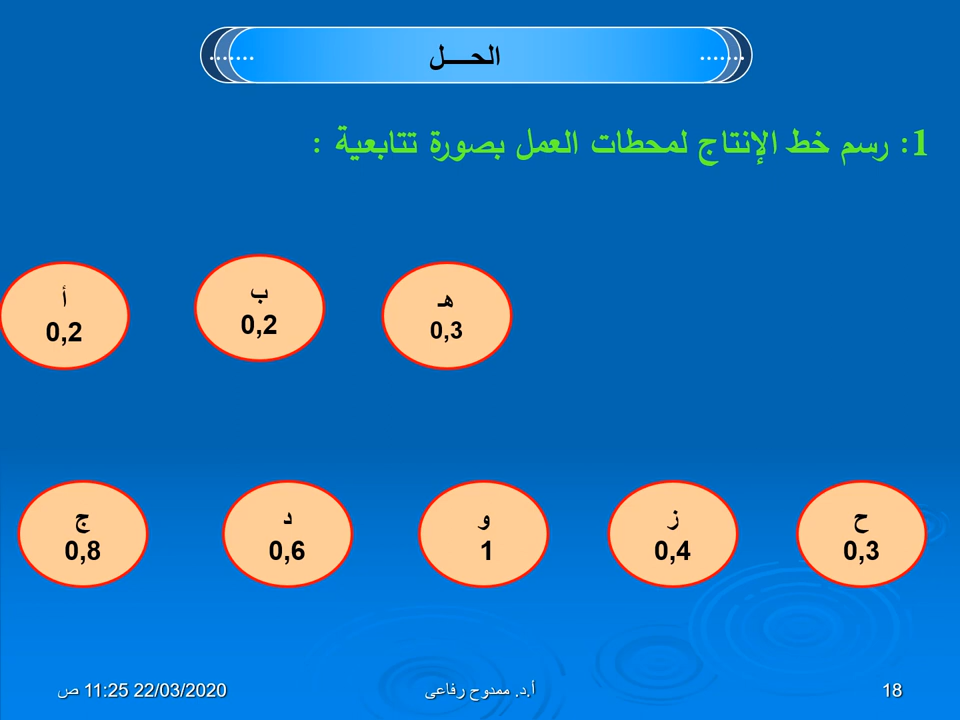 الحــــل
1: رسم خط الإنتاج لمحطات العمل بصورة تتابعية :
أ
0,2
ب
0,2
هـ
0,3
ج
0,8
د
0,6
و
1
ز
0,4
ح
0,3
22/03/2020 11:25 ص
أ.د. ممدوح رفاعى
18